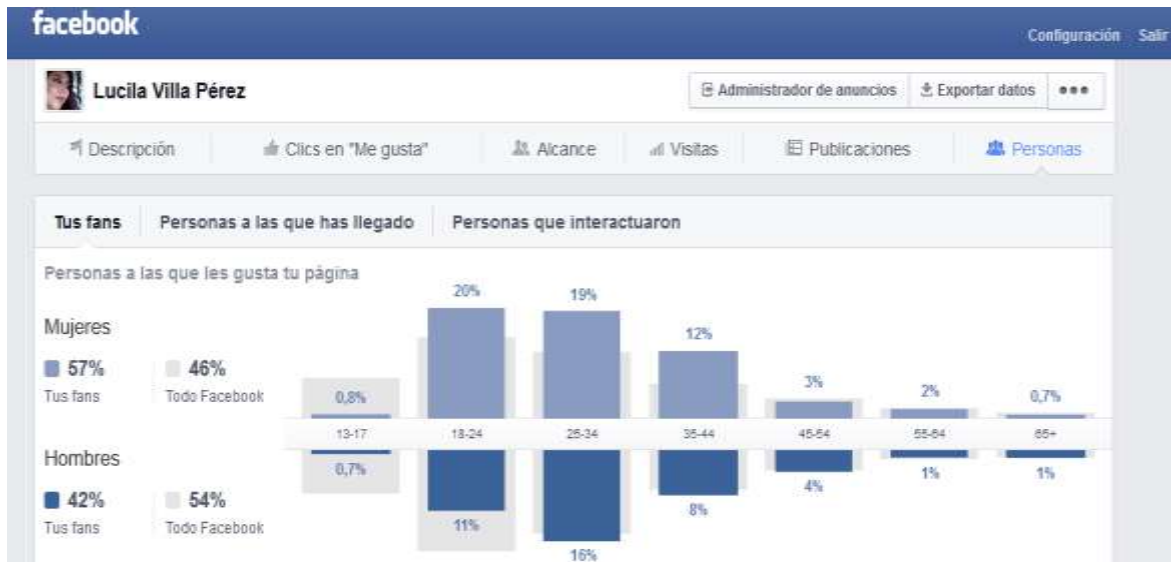 facebook
Configuración Salir
Lucila Villa Pérez
Administrador de anuncios Exportar datos
Descripción Clics en "Me gusta" Alcance Visitas Publicaciones Personas
Tus fans Personas a las que has llegado Personas que interactuaron
Personas a las que les gusta tu página
Mujeres
57% 46%
Tus fans Todo Facebook
0,8% 20% 19% 12% 3% 2% 0,7%
13-17 18-24 25-34 35-44 45-54 55-64 65+
Hombres
42% 54%
Tus fans Todo Facebook
0,7% 11% 16% 8% 4% 1% 1%